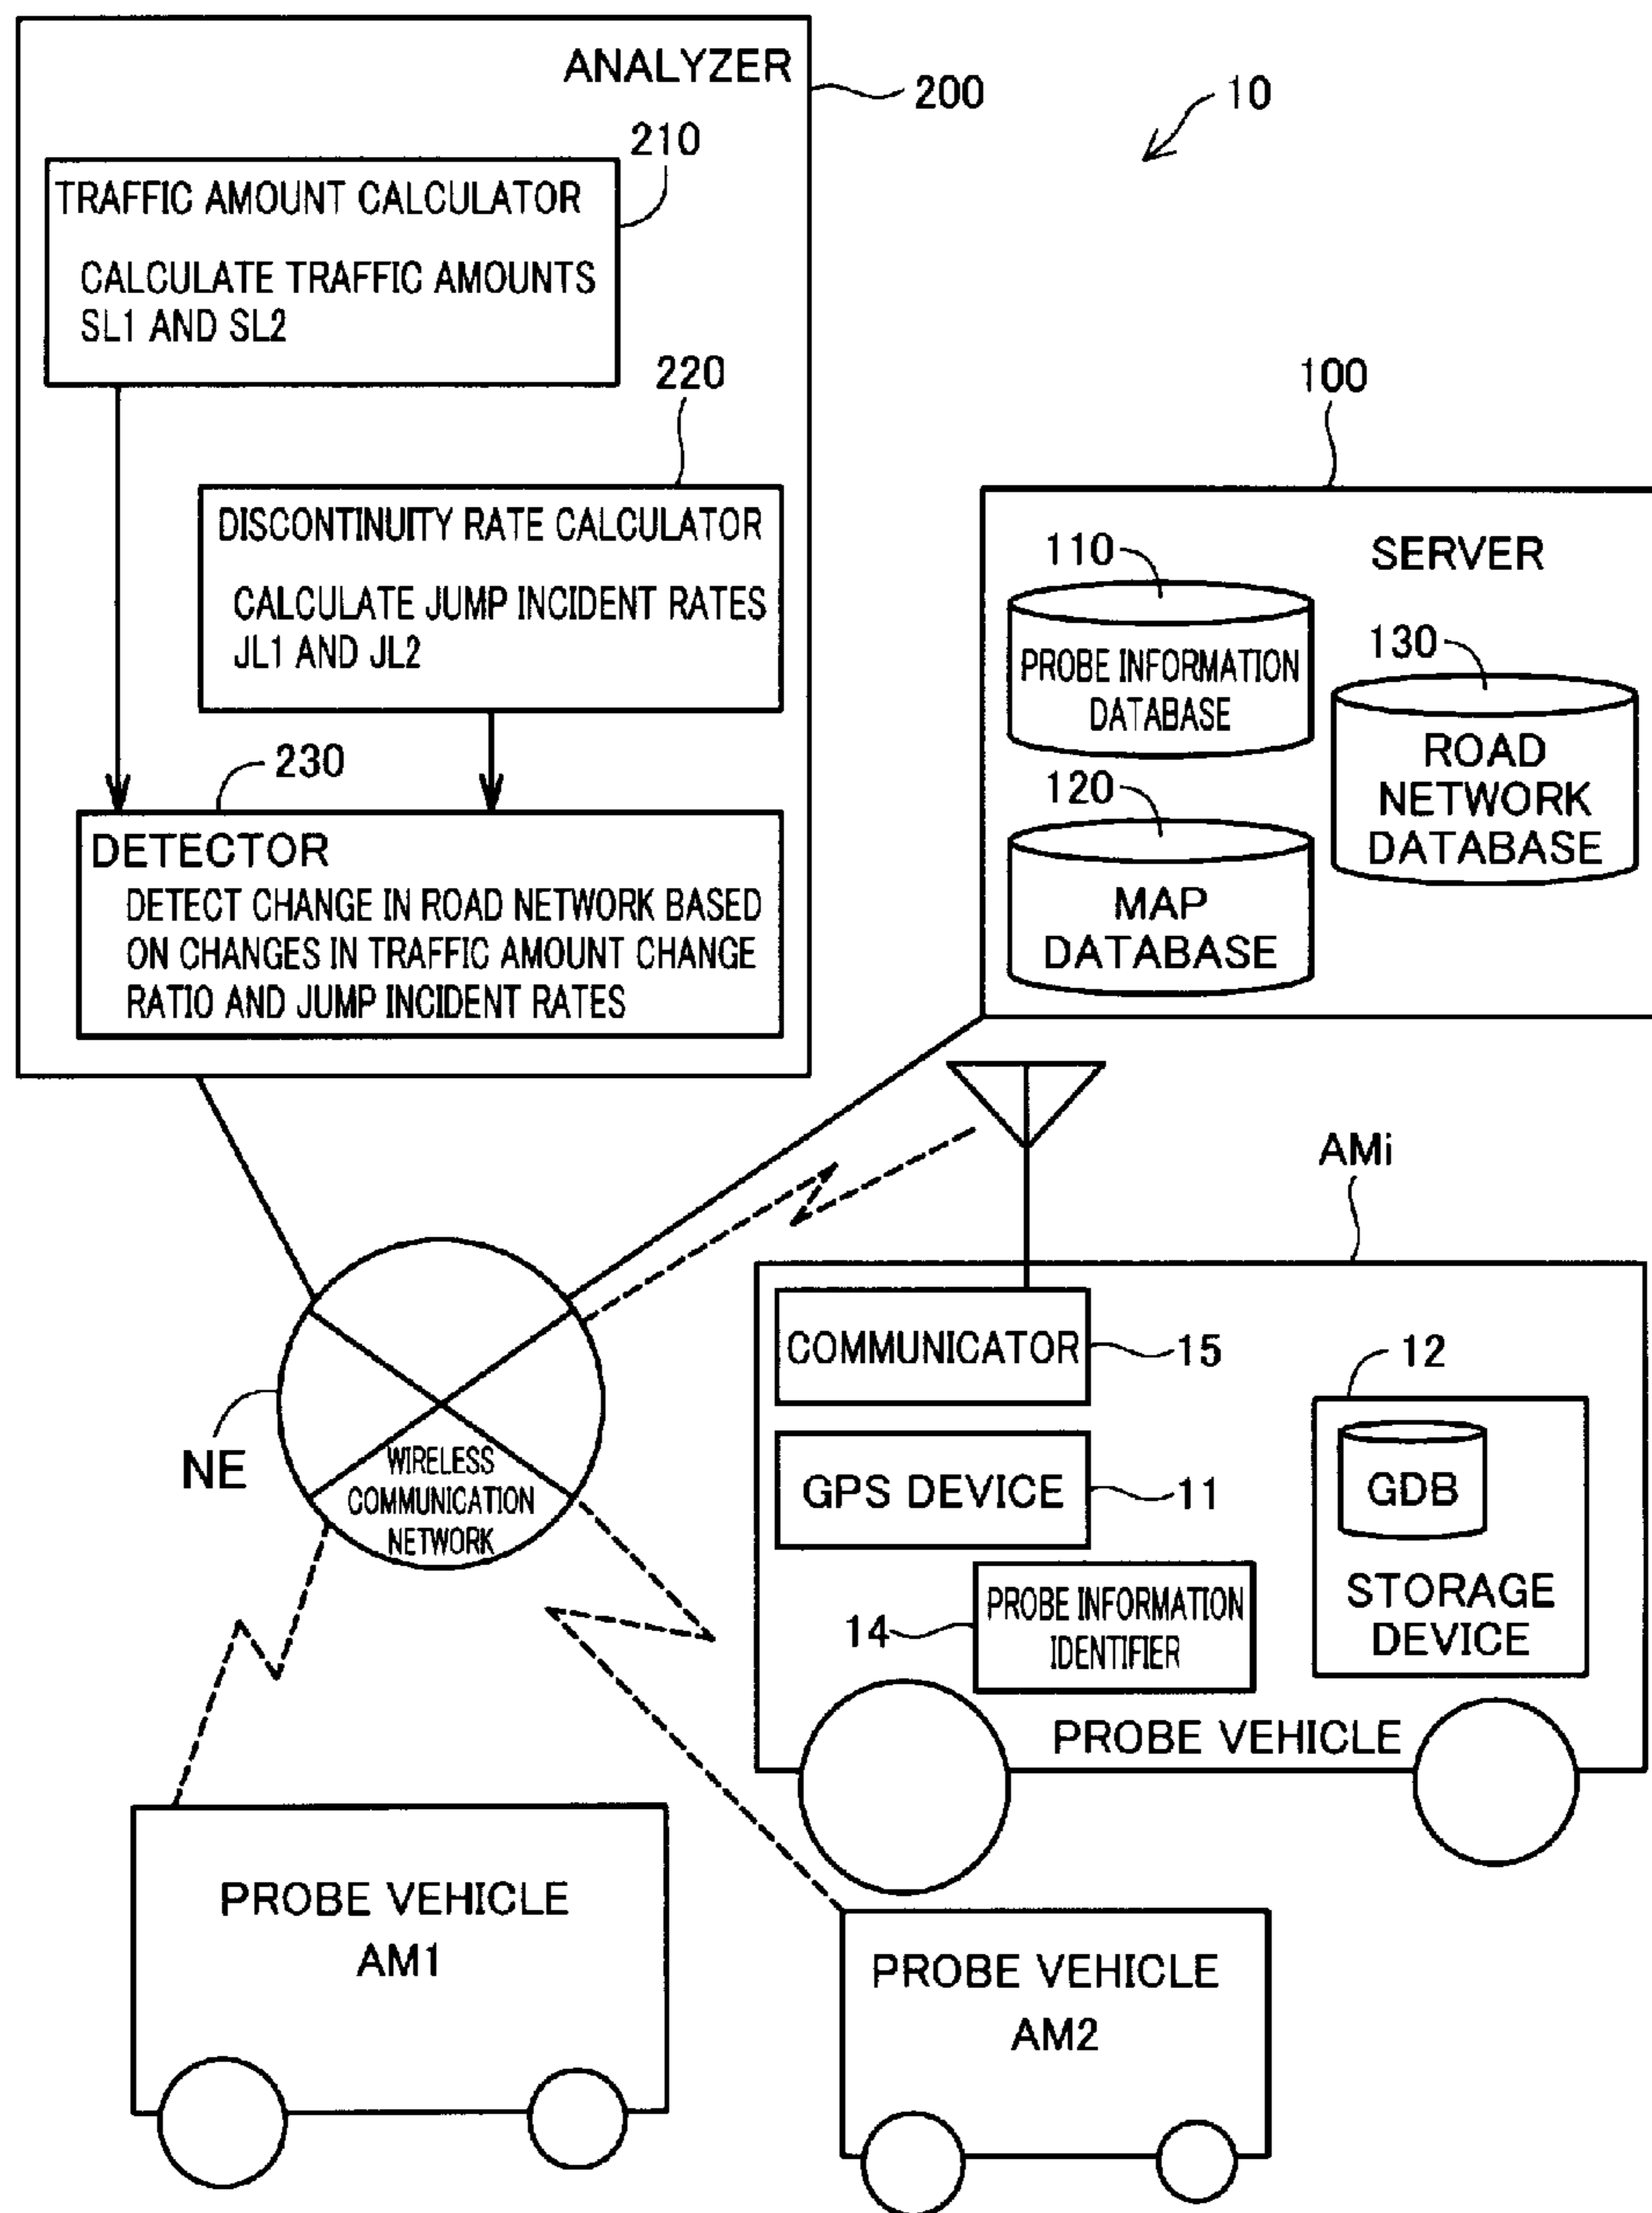 ANALYZER
200
10
210
TRAFFIC AMOUNT CALCULATOR
CALCULATE TRAFFIC AMOUNTS
SL1 AND SL2
220
DISCONTINUITY RATE CALCULATOR
CALCULATE JUMP INCIDENT RATES
JL1 AND JL2
230
DETECTOR
DETECT CHANGE IN ROAD NETWORK BASED
ON CHANGES IN TRAFFIC AMOUNT CHANGE
RATIO AND JUMP INCIDENT RATES
100
SERVER
110
PROBE INFORMATION
DATABASE
130
ROAD
NETWORK
DATABASE
120
MAP
DATABASE
AMi
COMMUNICATOR
15
12
GPS DEVICE
11
GDB
STORAGE
DEVICE
14
PROBE INFORMATION
IDENTIFIER
PROBE VEHICLE
NE
WIRELESS
COMMUNICATION
NETWORK
PROBE VEHICLE
AM1
PROBE VEHICLE
AM2